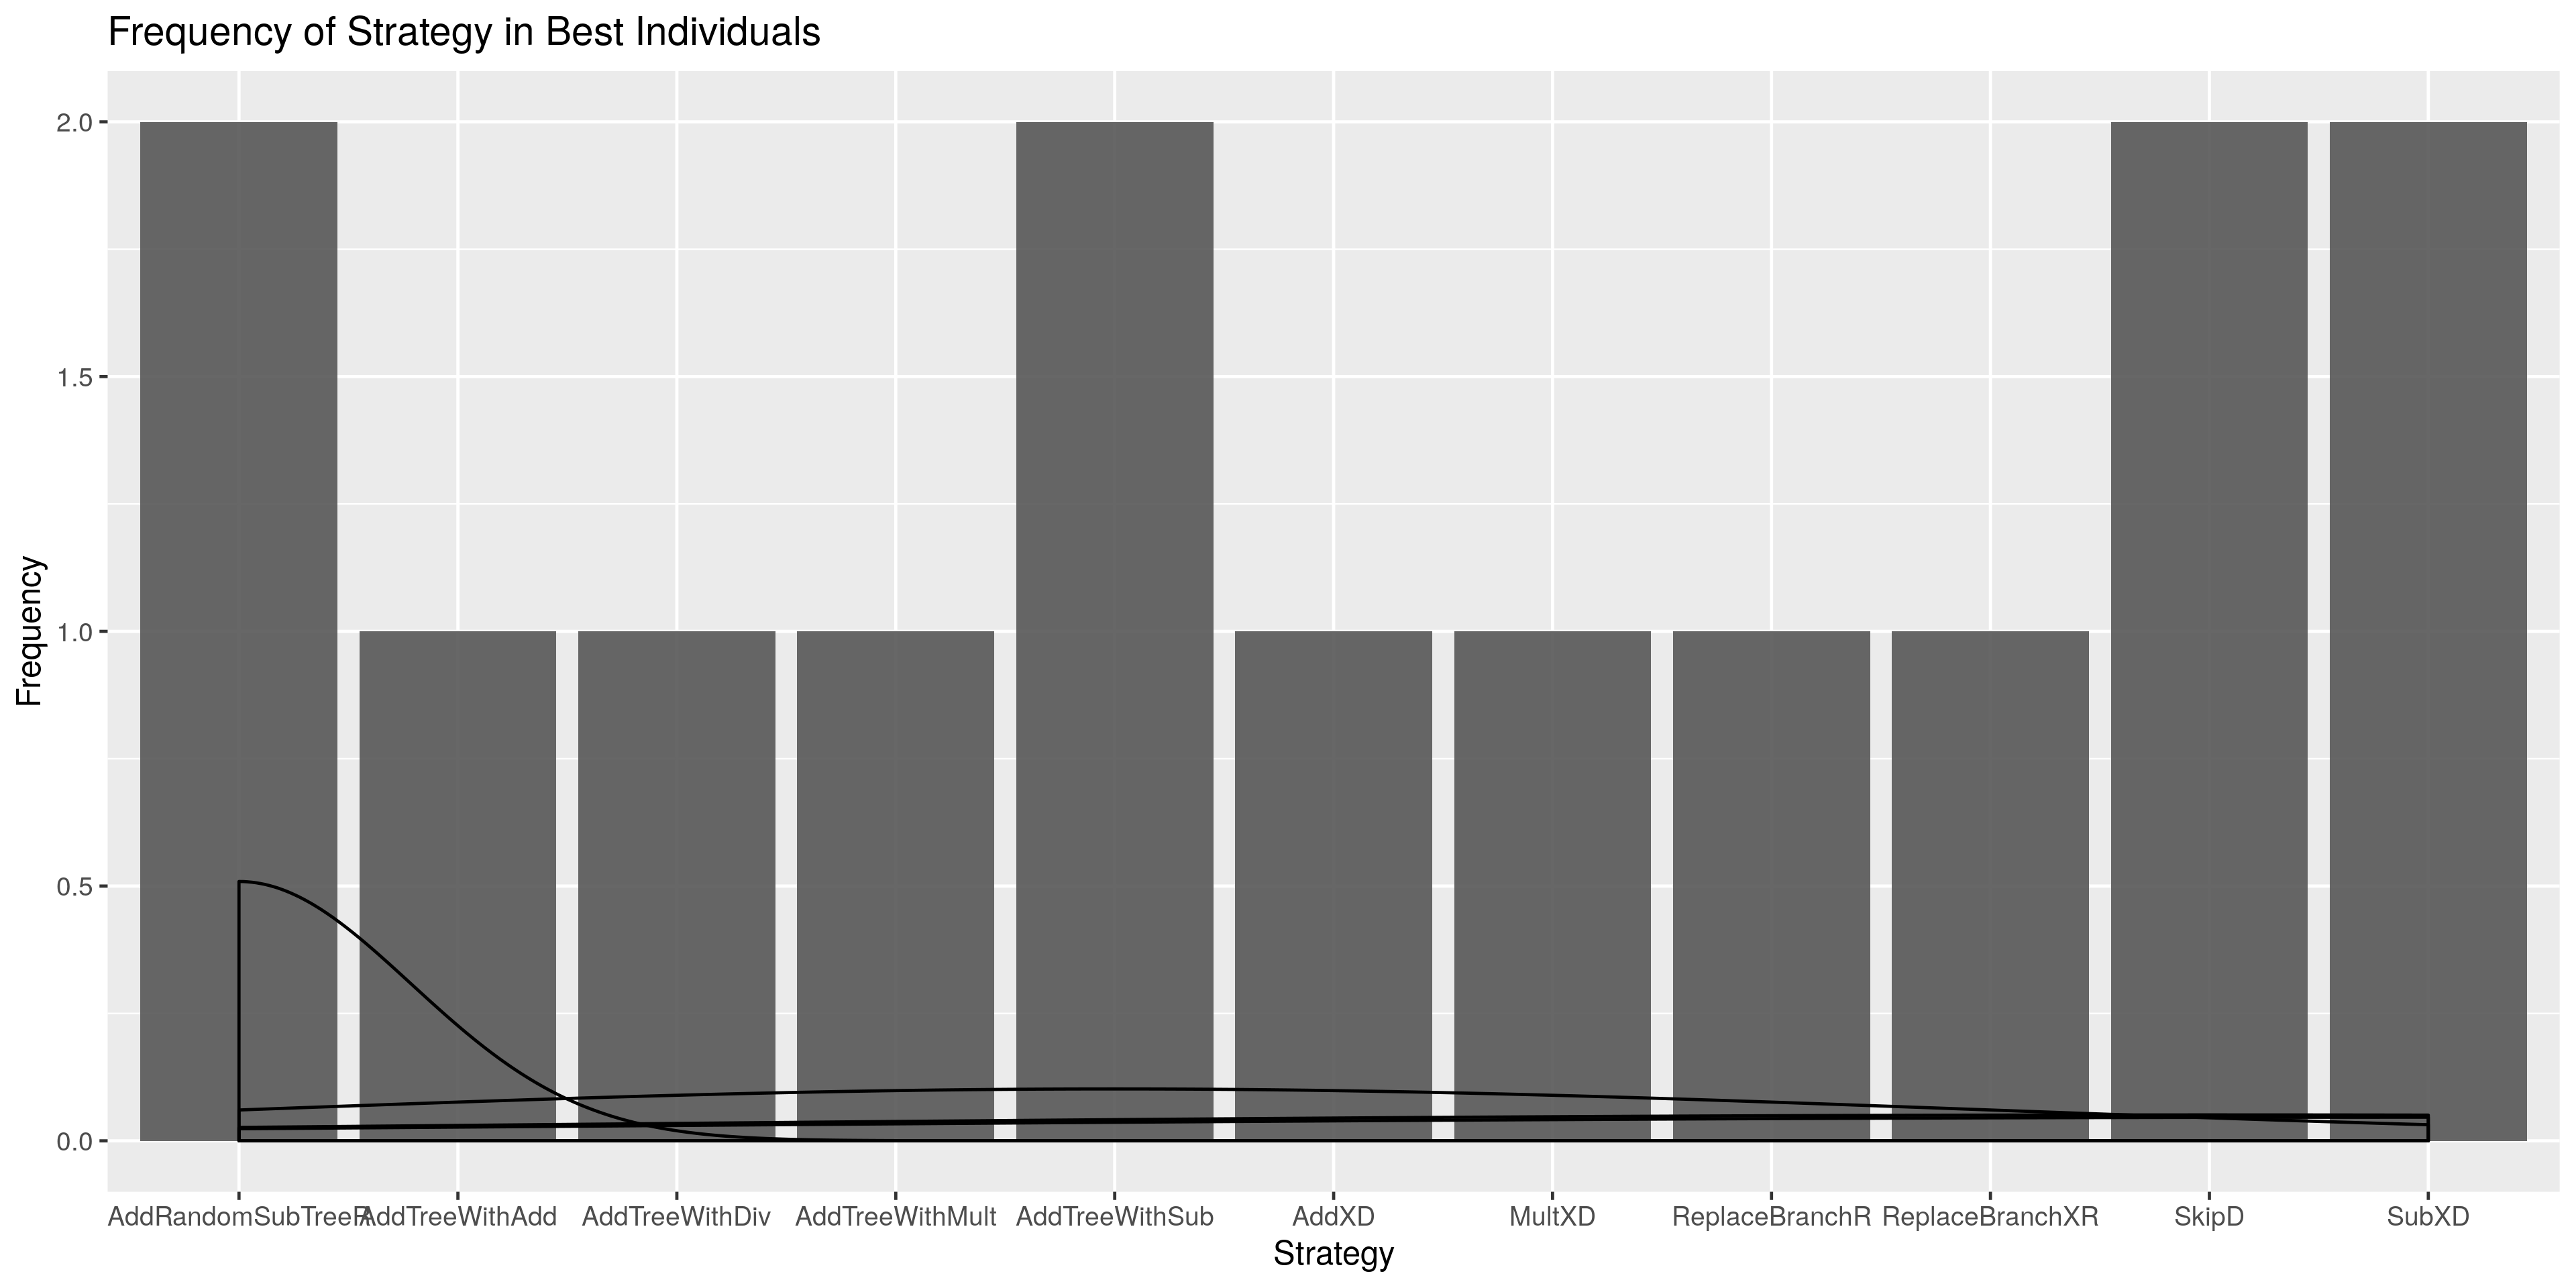 Frequency of Strategy in Best Individuals
Frequency
2.0
1.5
1.0
0.5
0.0
AddRandomSubTreeR AddTreeWithAdd AddTreeWithDiv AddTreeWithMult AddTreeWithSub AddXD MultXD ReplaceBranchR ReplaceBranchXR SkipD SubXD
Strategy